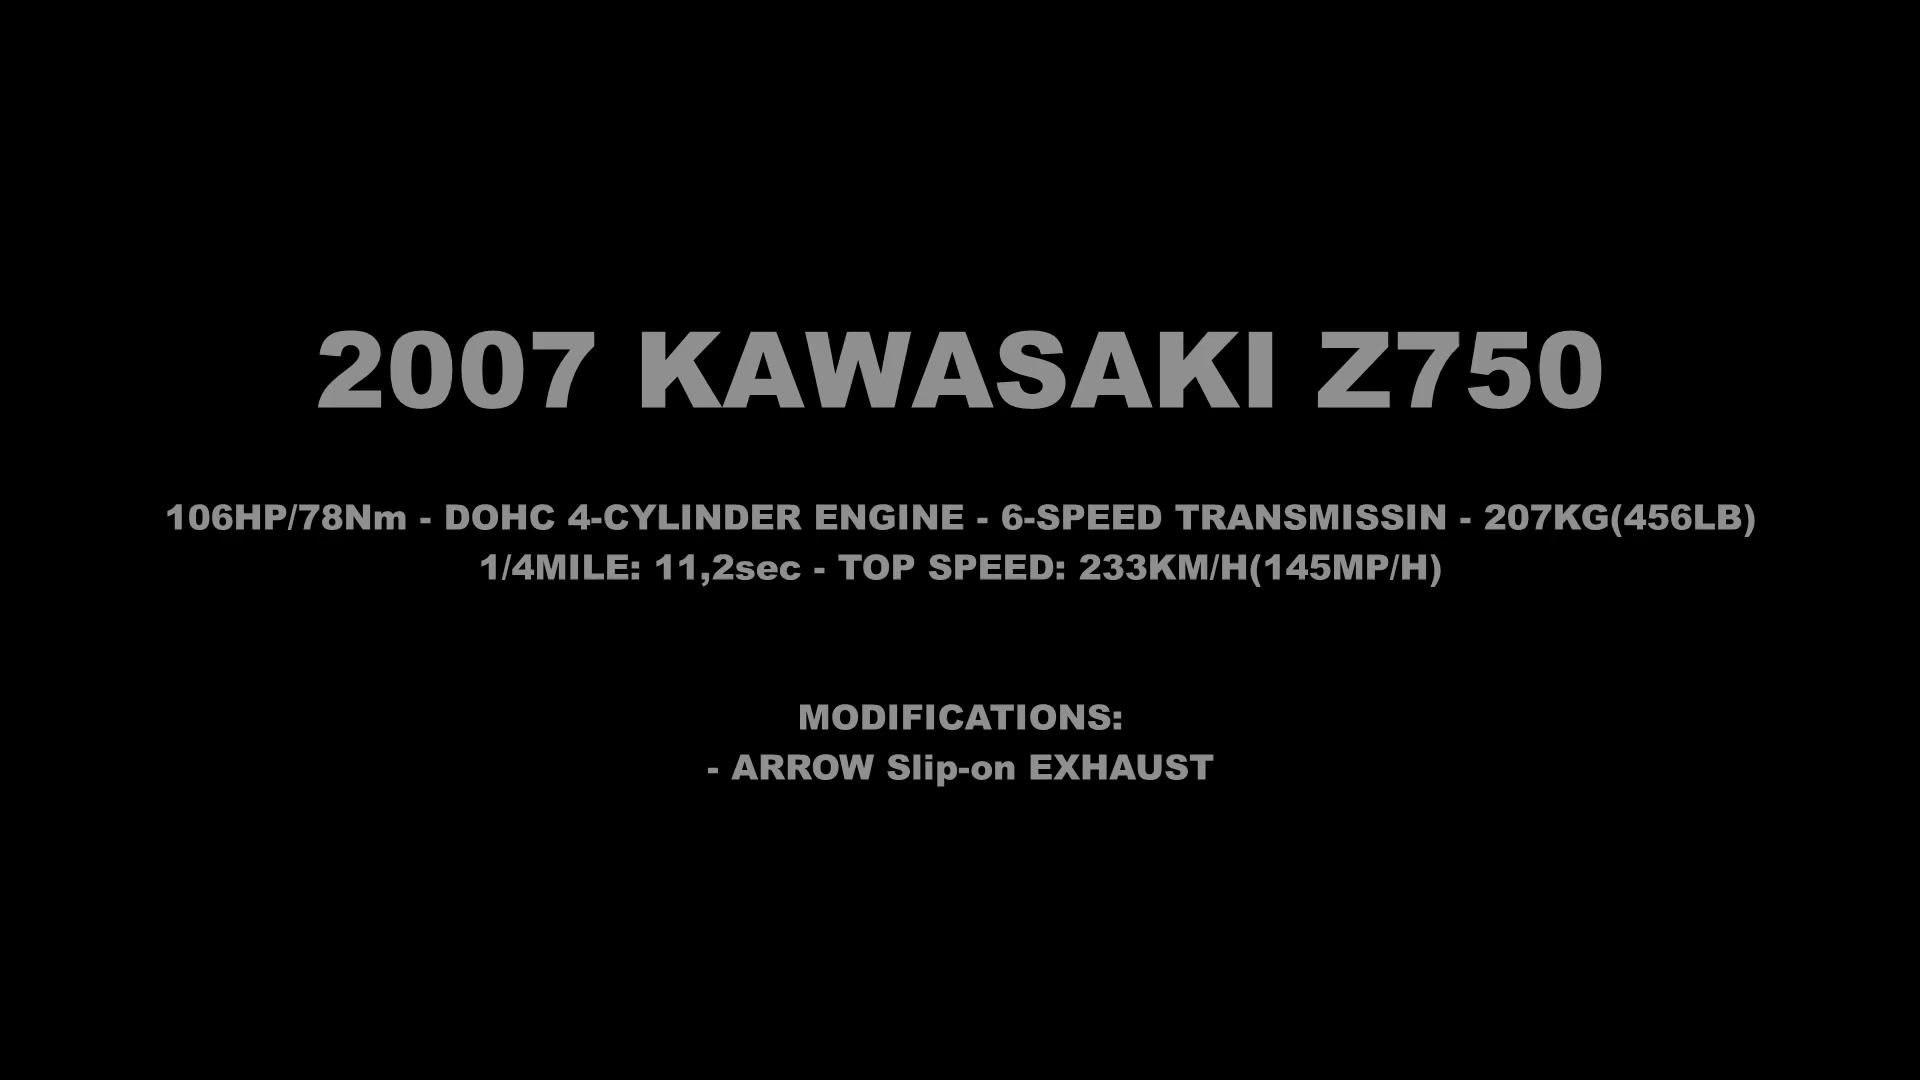 2007 KAWASAKI Z750
106HP/78Nm - DOHC 4-CYLINDER ENGINE - 6-SPEED TRANSMISSIN - 207KG(456LB)
1/4MILE: 11,2sec - TOP SPEED: 233KM/H(145MP/H)
MODIFICATIONS:
- ARROW Slip-on EXHAUST